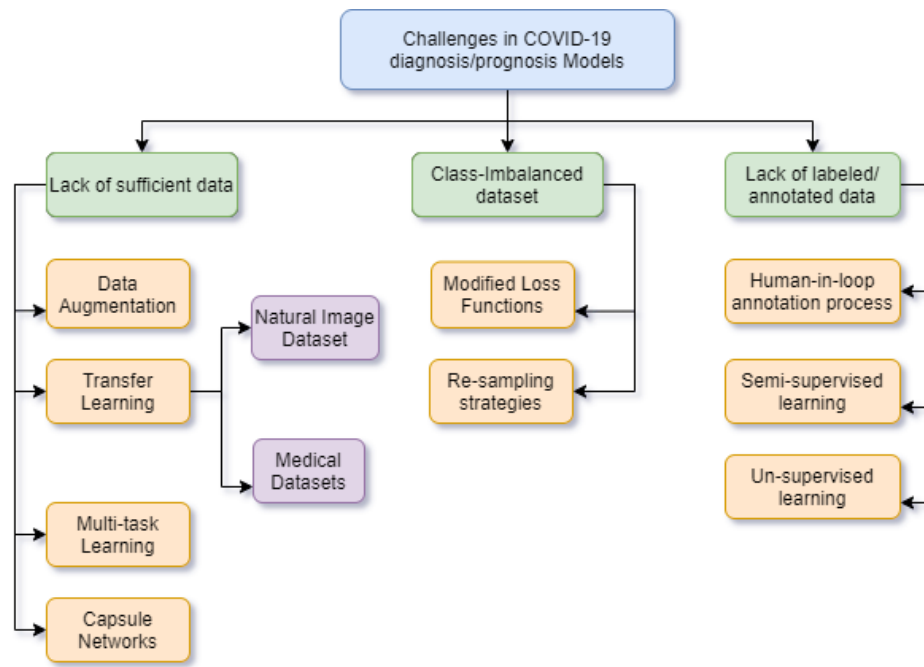 Challenges in COVID-19
diagnosis/prognosis Models
Lack of sufficient data
Class-Imbalanced
dataset
Lack of labeled/
annotated data
Data
Augmentation
Transfer
Learning
Natural Image
Dataset
Medical
Datasets
Multi-task
Learning
Capsule
Networks
Modified Loss
Functions
Re-sampling
strategies
Human-in-loop
annotation process
Semi-supervised
learning
Un-supervised
learning